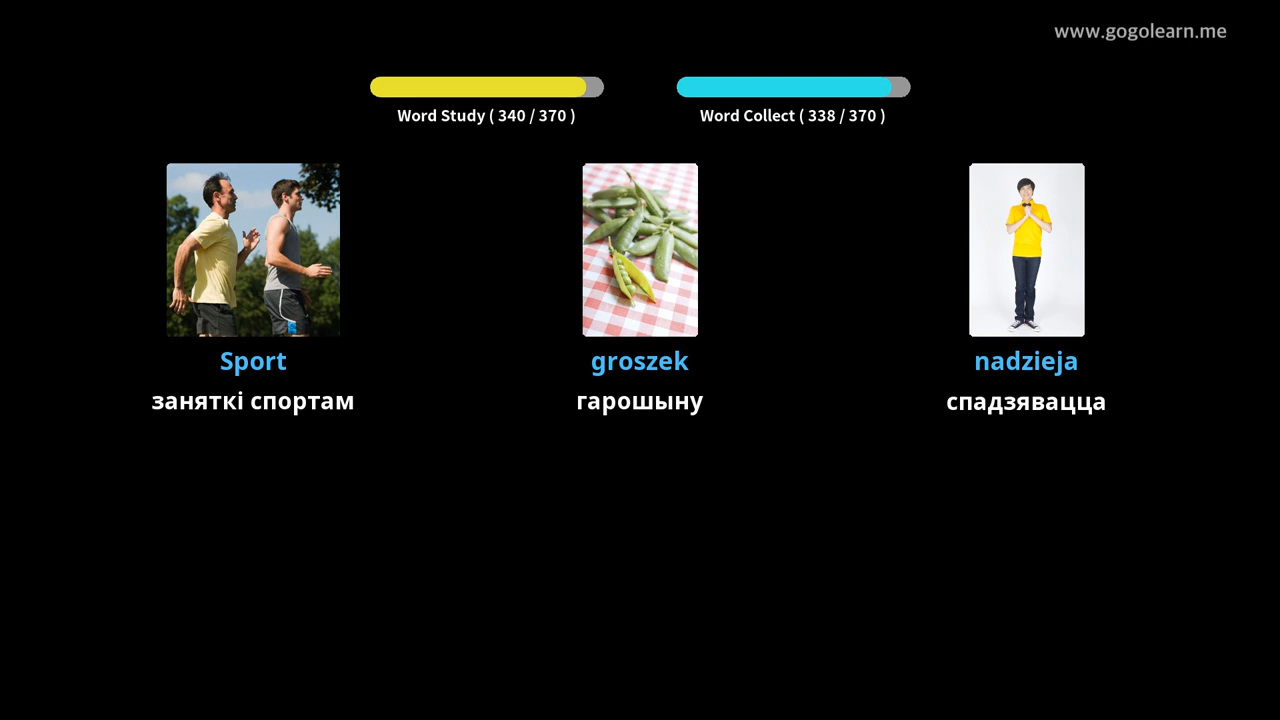 www.gogolearn.me
Word Study ( 340 / 370 )
Word Collect ( 338 / 370 )
Sport
groszek
nadzieja
заняткі спортам
гарошыну
спадзявацца